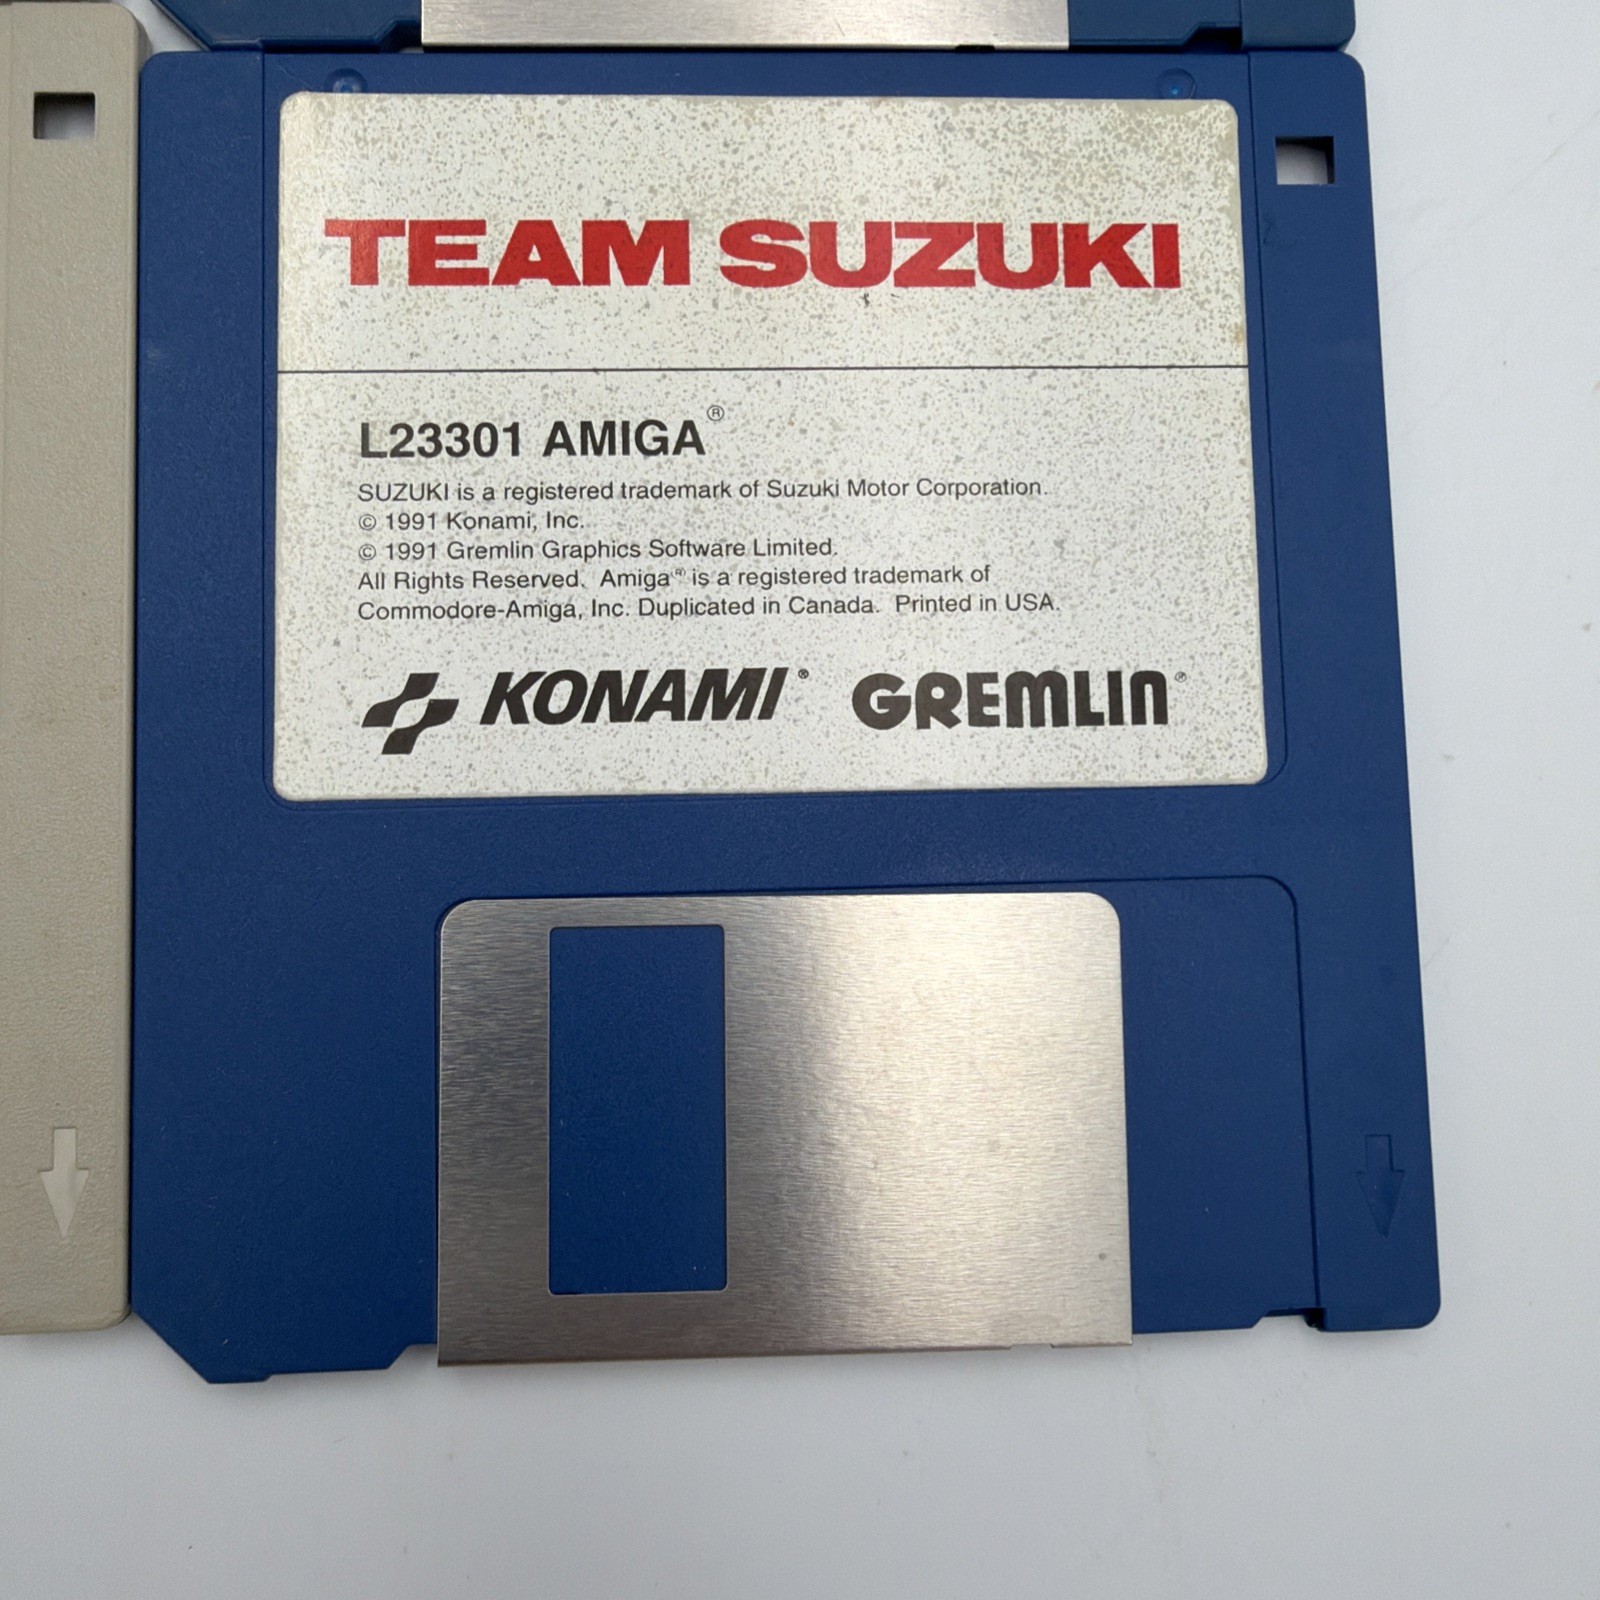 TEAM SUZUKI
L23301 AMIGA®
SUZUKI is a registered trademark of Suzuki Motor Corporation.
© 1991 Konami, Inc.
© 1991 Gremlin Graphics Software Limited.
All Rights Reserved. Amiga® is a registered trademark of
Commodore-Amiga, Inc. Duplicated in Canada. Printed in USA.
KONAMI® GREMLIN®